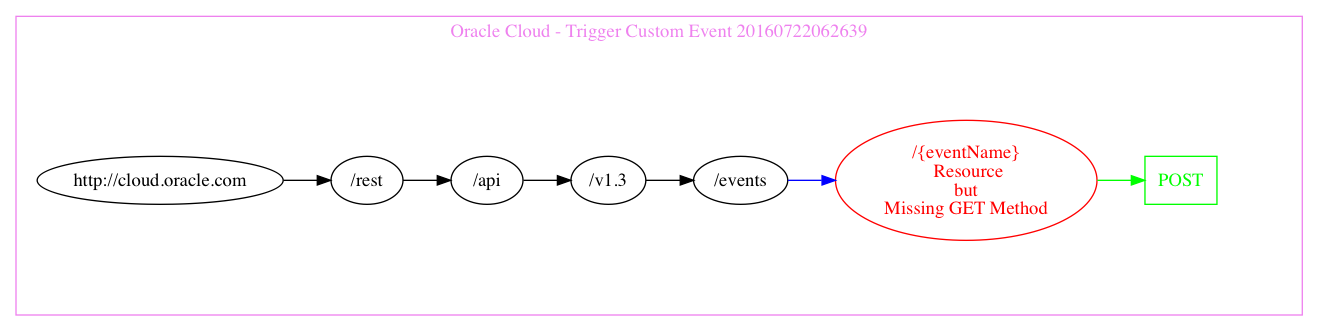 Oracle Cloud - Trigger Custom Event 20160722062639
http://cloud.oracle.com
/rest
/api
/v1.3
/events
/{eventName}
Resource
but
Missing GET Method
POST